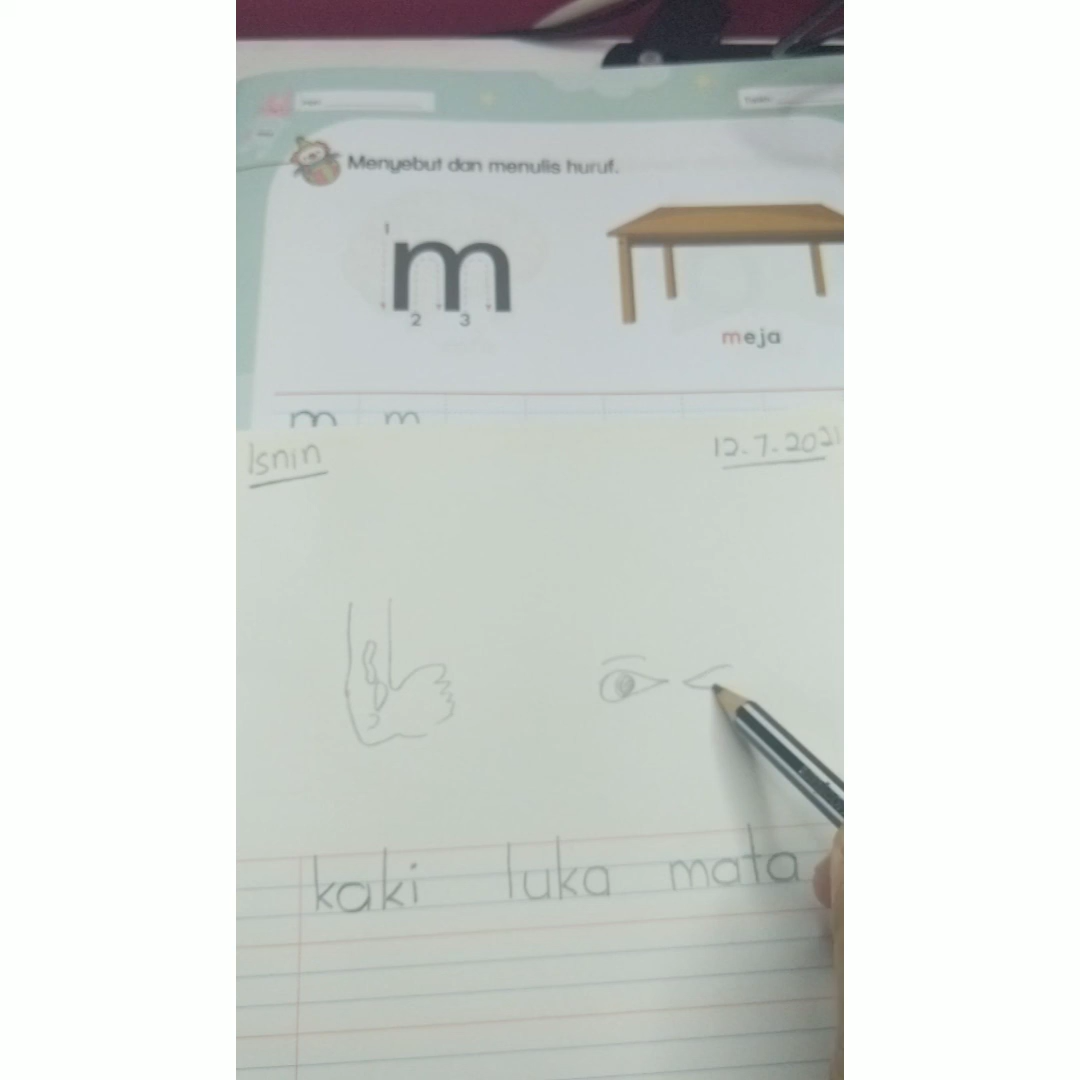 Menyebut dan menulis huruf.
1
m
2 3
meja
m m
Isnin 12.7.2021
kaki luka mata